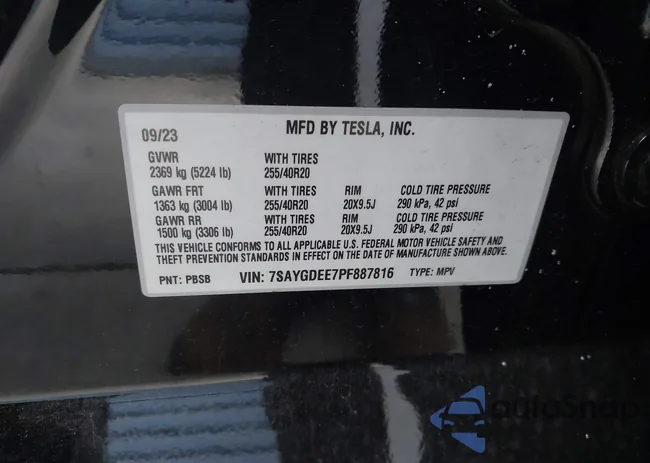 09/23
MFD BY TESLA, INC.
GVWR WITH TIRES
2369 kg (5224 lb) 255/40R20
GAWR FRT WITH TIRES RIM COLD TIRE PRESSURE
1363 kg (3004 lb) 255/40R20 20X9.5J 290 kPa, 42 psi
GAWR RR WITH TIRES RIM COLD TIRE PRESSURE
1500 kg (3306 lb) 255/40R20 20X9.5J 290 kPa, 42 psi
THIS VEHICLE CONFORMS TO ALL APPLICABLE U.S. FEDERAL MOTOR VEHICLE SAFETY AND
THEFT PREVENTION STANDARDS IN EFFECT ON THE DATE OF MANUFACTURE SHOWN ABOVE.
PNT: PBSB VIN: 7SAYGDEE7PF887816 TYPE: MPV
autoSnap